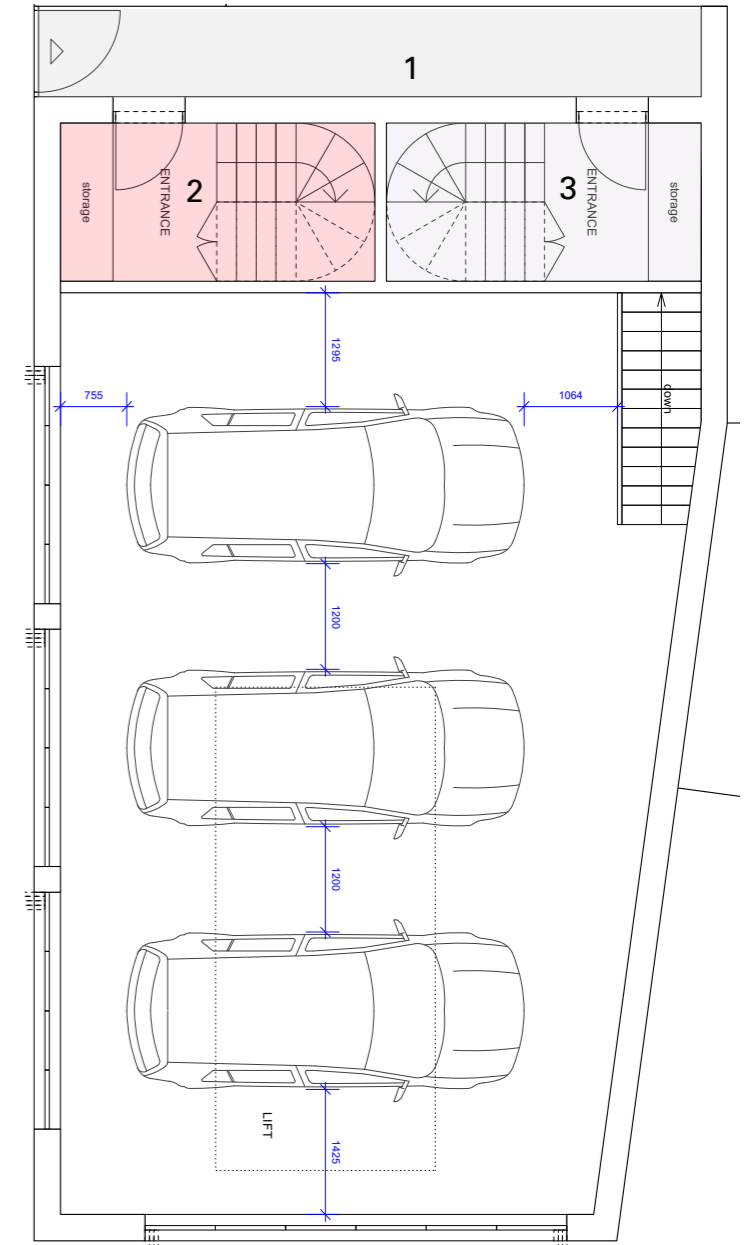 1
storage
ENTRANCE
2
3
ENTRANCE
storage
1295
755
1064
down
1200
1200
LIFT
1425